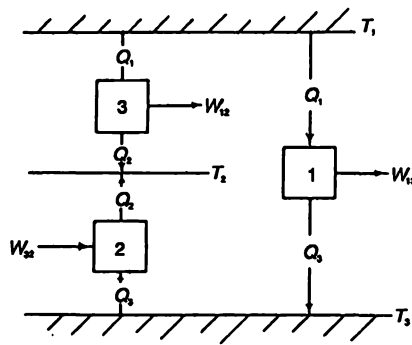 T₁
Q₁
3
W₁₂
Q₁
Q₂
T₂
1
W₁₃
Q₂
W₃₂
2
Q₃
Q₃
T₃